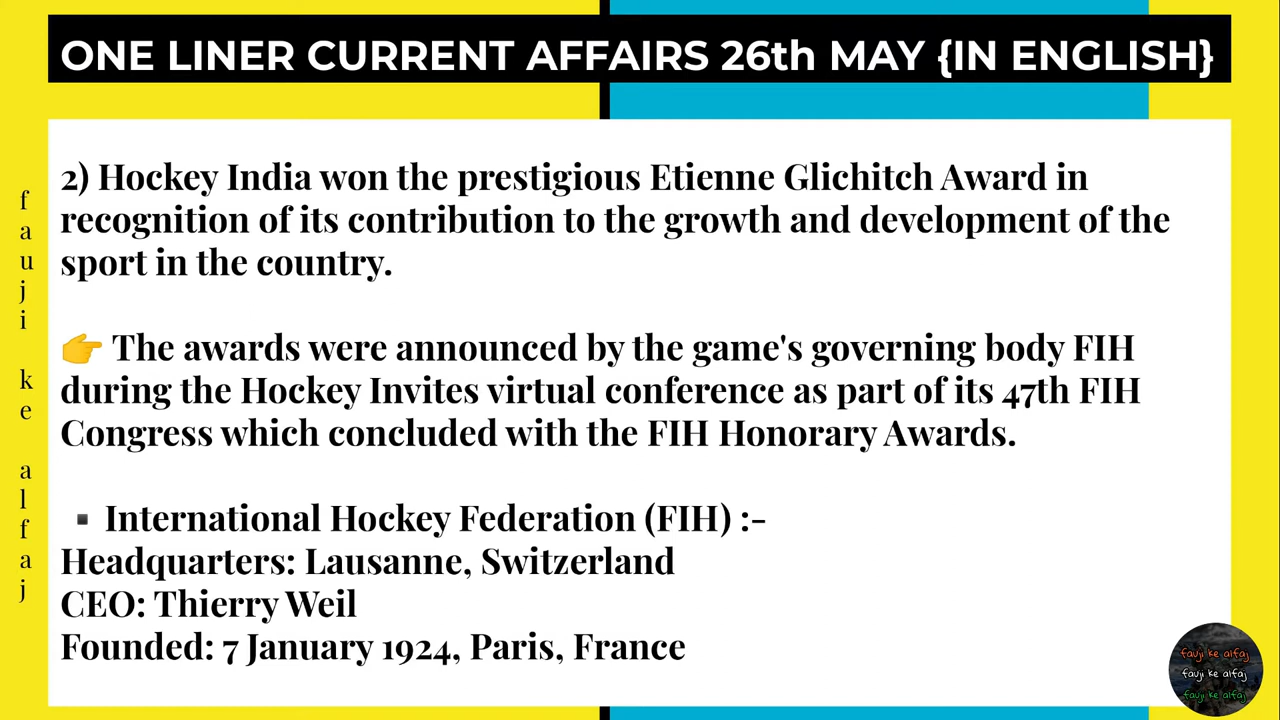 ONE LINER CURRENT AFFAIRS 26th MAY {IN ENGLISH}
2) Hockey India won the prestigious Etienne Glichitch Award in
recognition of its contribution to the growth and development of the
sport in the country.
👉 The awards were announced by the game's governing body FIH
during the Hockey Invites virtual conference as part of its 47th FIH
Congress which concluded with the FIH Honorary Awards.
▪ International Hockey Federation (FIH) :-
Headquarters: Lausanne, Switzerland
CEO: Thierry Weil
Founded: 7 January 1924, Paris, France
fauji ke alfaj
fauji ke alfaj
fauji ke alfaj
fauji ke alfaj